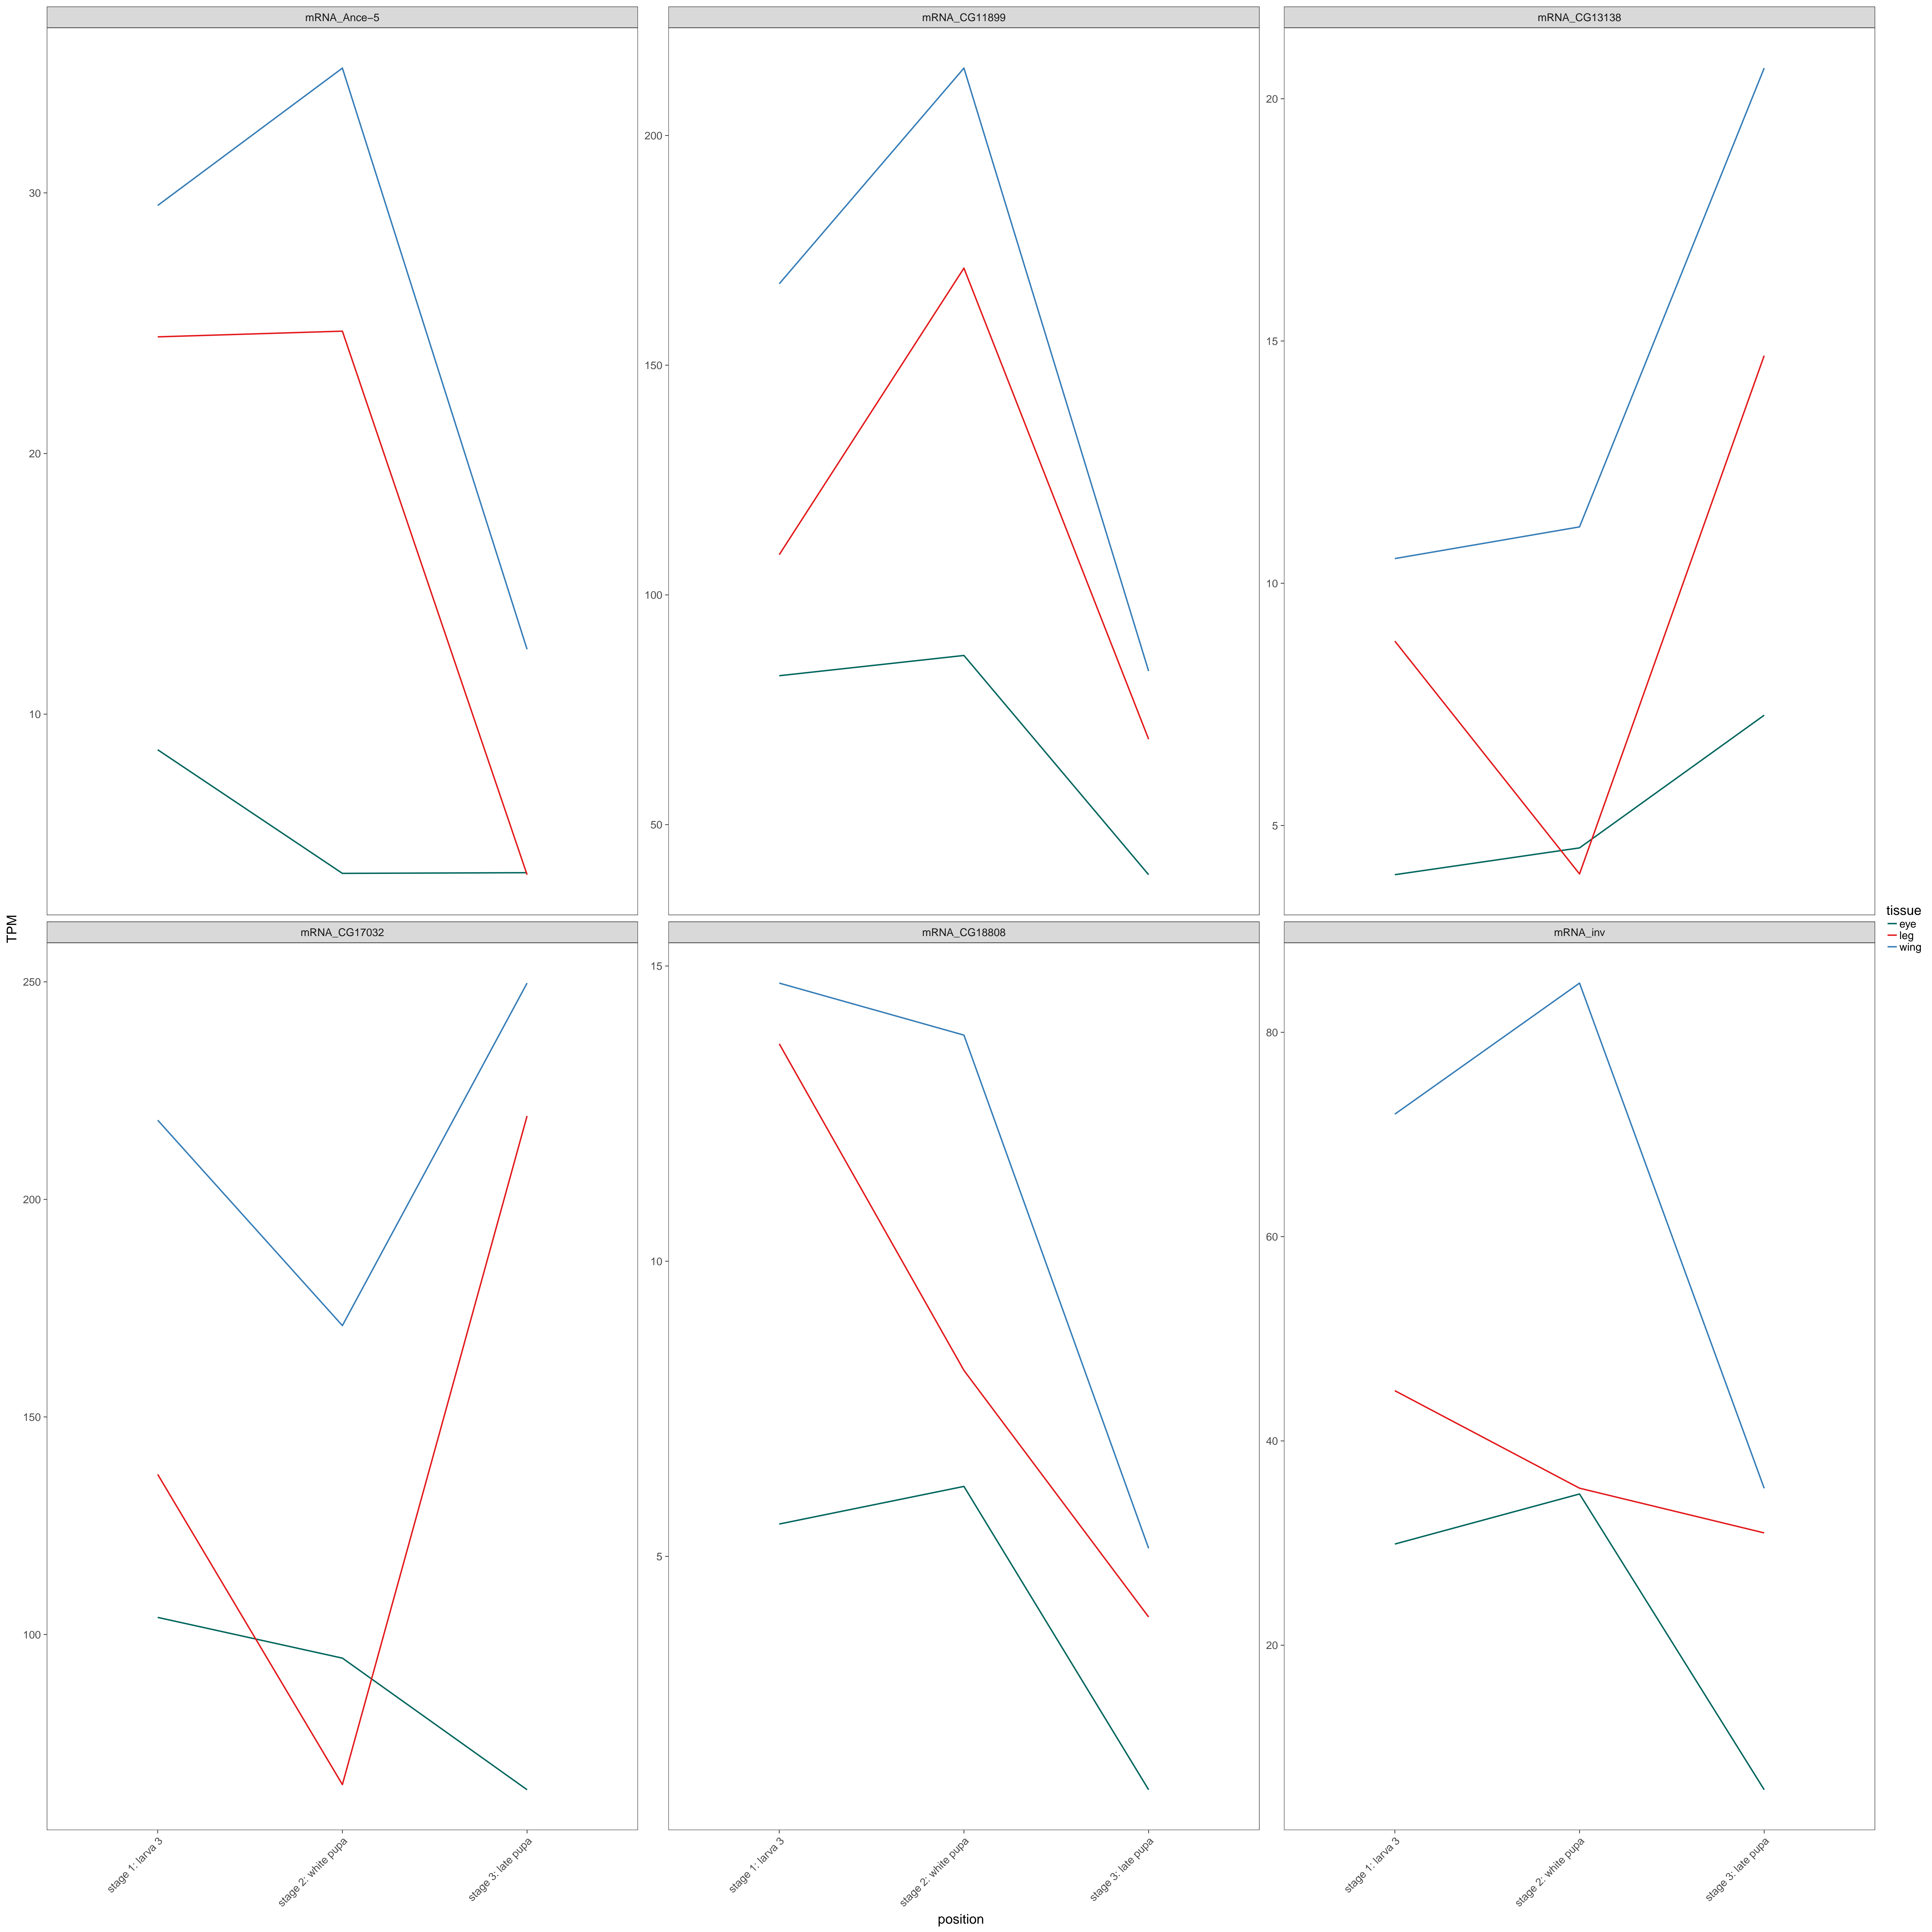 mRNA_Ance−5
mRNA_CG11899
mRNA_CG13138
30
20
10
200
150
100
50
20
15
10
5
mRNA_CG17032
mRNA_CG18808
mRNA_inv
250
200
150
100
15
10
5
80
60
40
20
stage 1: larva 3
stage 2: white pupa
stage 3: late pupa
stage 1: larva 3
stage 2: white pupa
stage 3: late pupa
stage 1: larva 3
stage 2: white pupa
stage 3: late pupa
position
TPM
tissue
eye
leg
wing